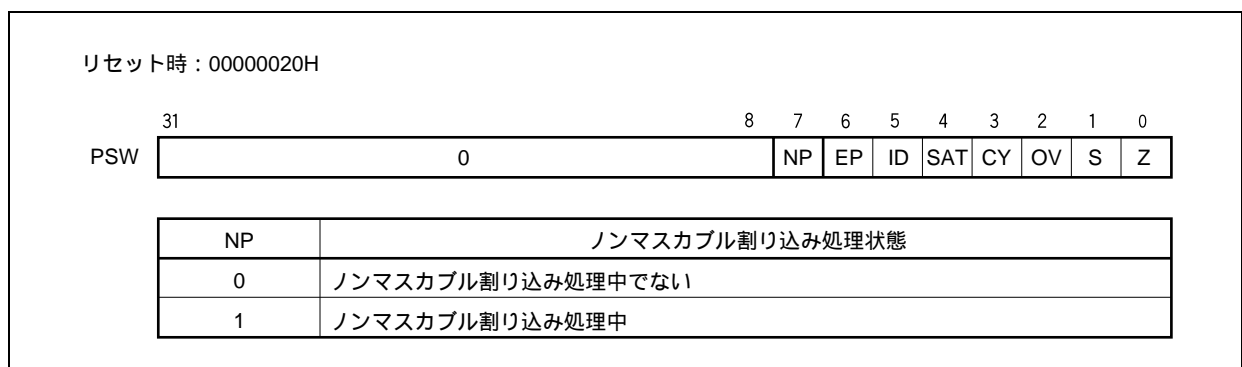 リセット時：00000020H
31 8 7 6 5 4 3 2 1 0
PSW 0 NP EP ID SAT CY OV S Z
NP ノンマスカブル割り込み処理状態
0 ノンマスカブル割り込み処理中でない
1 ノンマスカブル割り込み処理中